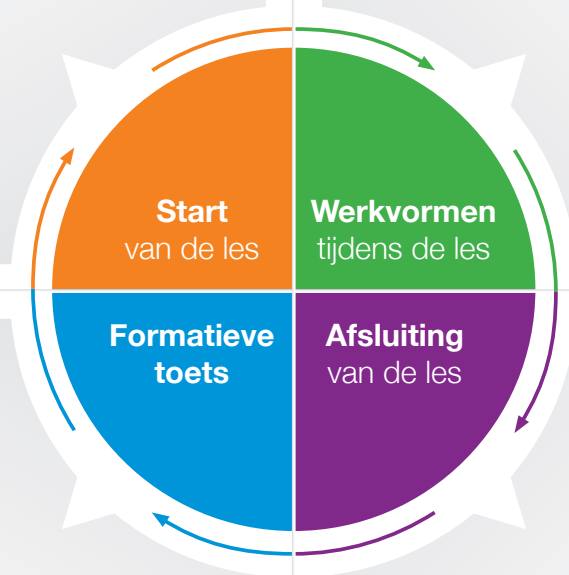 Start
van de les
Werkvormen
tijdens de les
Formatieve
toets
Afsluiting
van de les